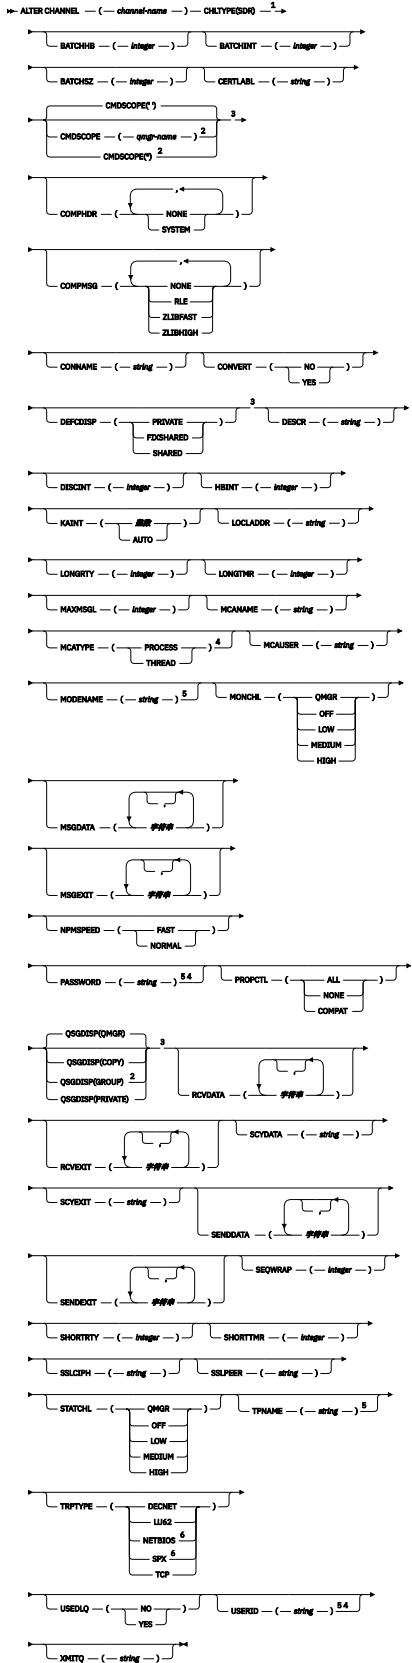 ALTER CHANNEL ( channel-name ) CHLTYPE(SDR) 1
BATCHHB ( integer ) BATCHINT ( integer )
BATCHSZ ( integer ) CERTLABL ( string )
CMDSCOPE(' ')
CMDSCOPE ( qmgr-name ) 2 3
CMDSCOPE(*) 2
,
COMPHDR ( NONE )
SYSTEM
,
COMPMSG ( NONE )
RLE
ZLIBFAST
ZLIBHIGH
CONNAME ( string ) CONVERT ( NO )
YES
DEFCDISP ( PRIVATE ) 3 DESCR ( string )
FIXSHARED
SHARED
DISCINT ( integer ) HBINT ( integer )
KAINT ( ) LOCLADDR ( string )
AUTO
LONGRTY ( integer ) LONGTMR ( integer )
MAXMSGL ( integer ) MCANAME ( string )
MCATYPE ( PROCESS ) 4 MCAUSER ( string )
THREAD
MODENAME ( string ) 5 MONCHL ( QMGR )
OFF
LOW
MEDIUM
HIGH
,
MSGDATA ( 字符串 )
,
MSGEXIT ( 字符串 )
NPMSPEED ( FAST )
NORMAL
PASSWORD ( string ) 5 4 PROPCTL ( ALL )
NONE
COMPAT
QSGDISP(QMGR)
QSGDISP(COPY) 3
QSGDISP(GROUP) 2
QSGDISP(PRIVATE)
,
RCVDATA ( 字符串 )
,
RCVEXIT ( 字符串 ) SCYDATA ( string )
SCYEXIT ( string )
,
SENDDATA ( 字符串 )
,
SENDEXIT ( 字符串 ) SEQWRAP ( integer )
SHORTRTY ( integer ) SHORTTMR ( integer )
SSLCIPH ( string ) SSLPEER ( string )
STATCHL ( QMGR ) TPNAME ( string ) 5
OFF
LOW
MEDIUM
HIGH
TRPTYPE ( DECNET )
LU62
NETBIOS 6
SPX 6
TCP
USEDLQ ( NO ) USERID ( string ) 5 4
YES
XMITQ ( string )